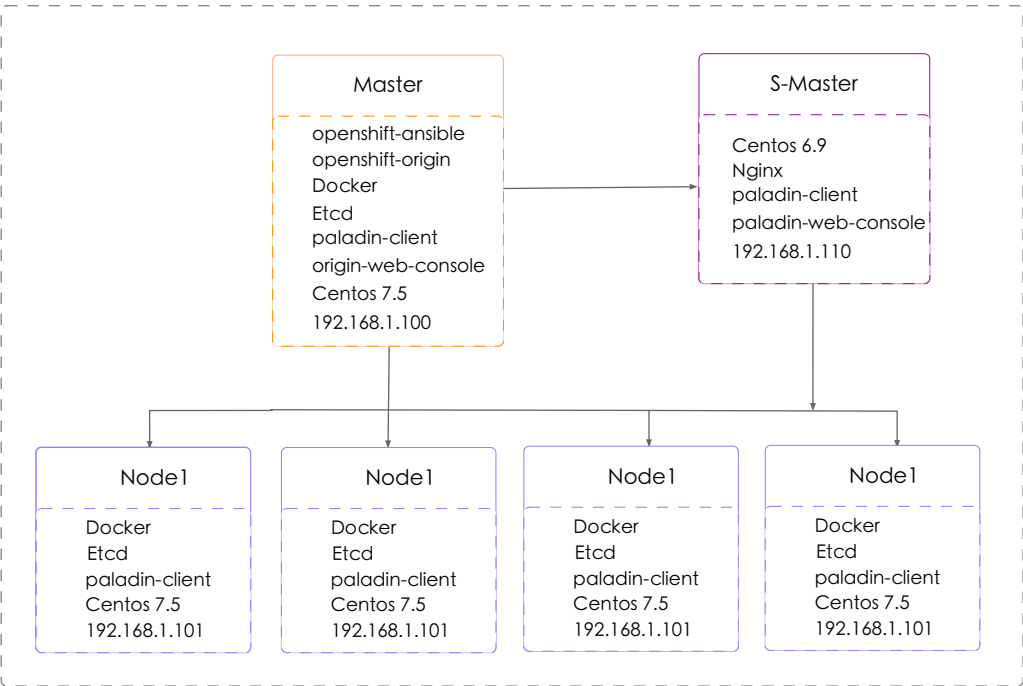 Master
openshift-ansible
openshift-origin
Docker
Etcd
paladin-client
origin-web-console
Centos 7.5
192.168.1.100
S-Master
Centos 6.9
Nginx
paladin-client
paladin-web-console
192.168.1.110
Node1
Docker
Etcd
paladin-client
Centos 7.5
192.168.1.101
Node1
Docker
Etcd
paladin-client
Centos 7.5
192.168.1.101
Node1
Docker
Etcd
paladin-client
Centos 7.5
192.168.1.101
Node1
Docker
Etcd
paladin-client
Centos 7.5
192.168.1.101